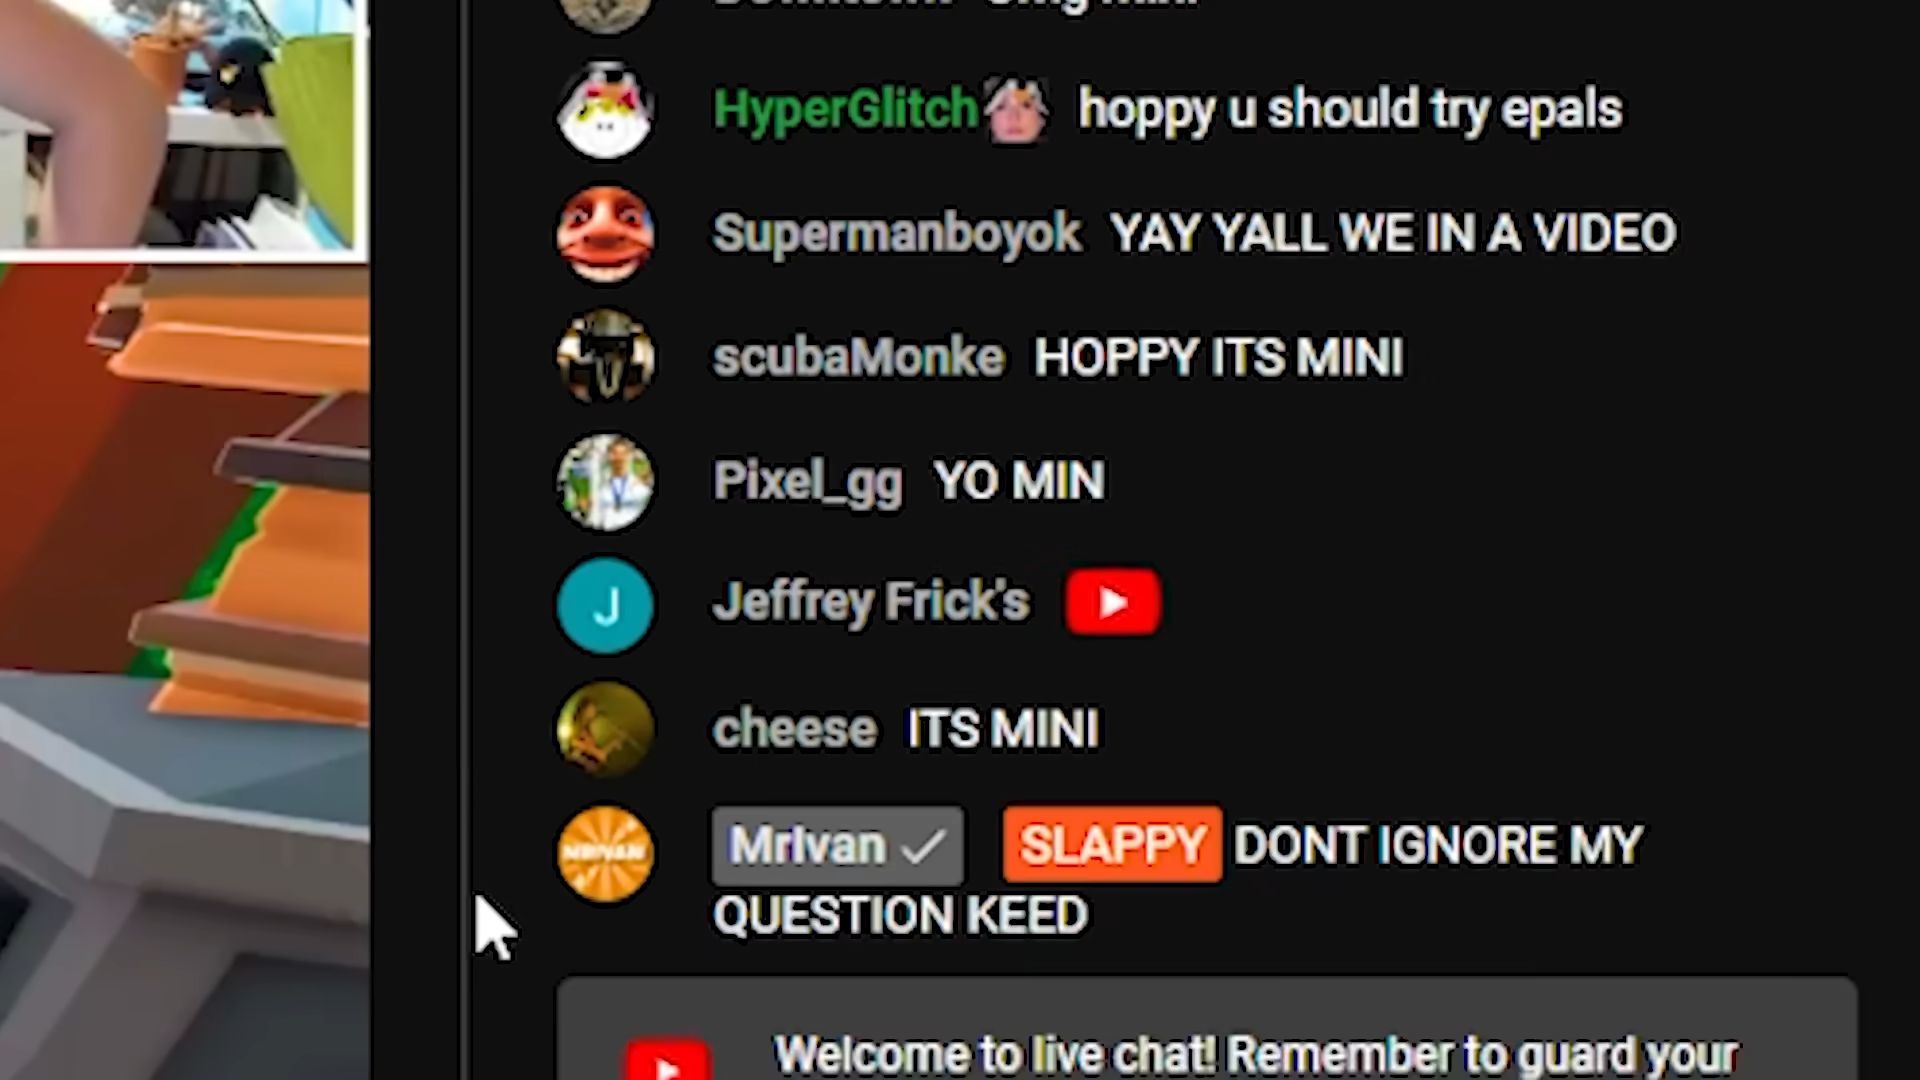 HyperGlitch hoppy u should try epals
Supermanboyok YAY YALL WE IN A VIDEO
scubaMonke HOPPY ITS MINI
Pixel_gg YO MIN
J Jeffrey Frick's
cheese ITS MINI
MRIVAN MrIvan SLAPPY DONT IGNORE MY
QUESTION KEED
Welcome to live chat! Remember to guard your